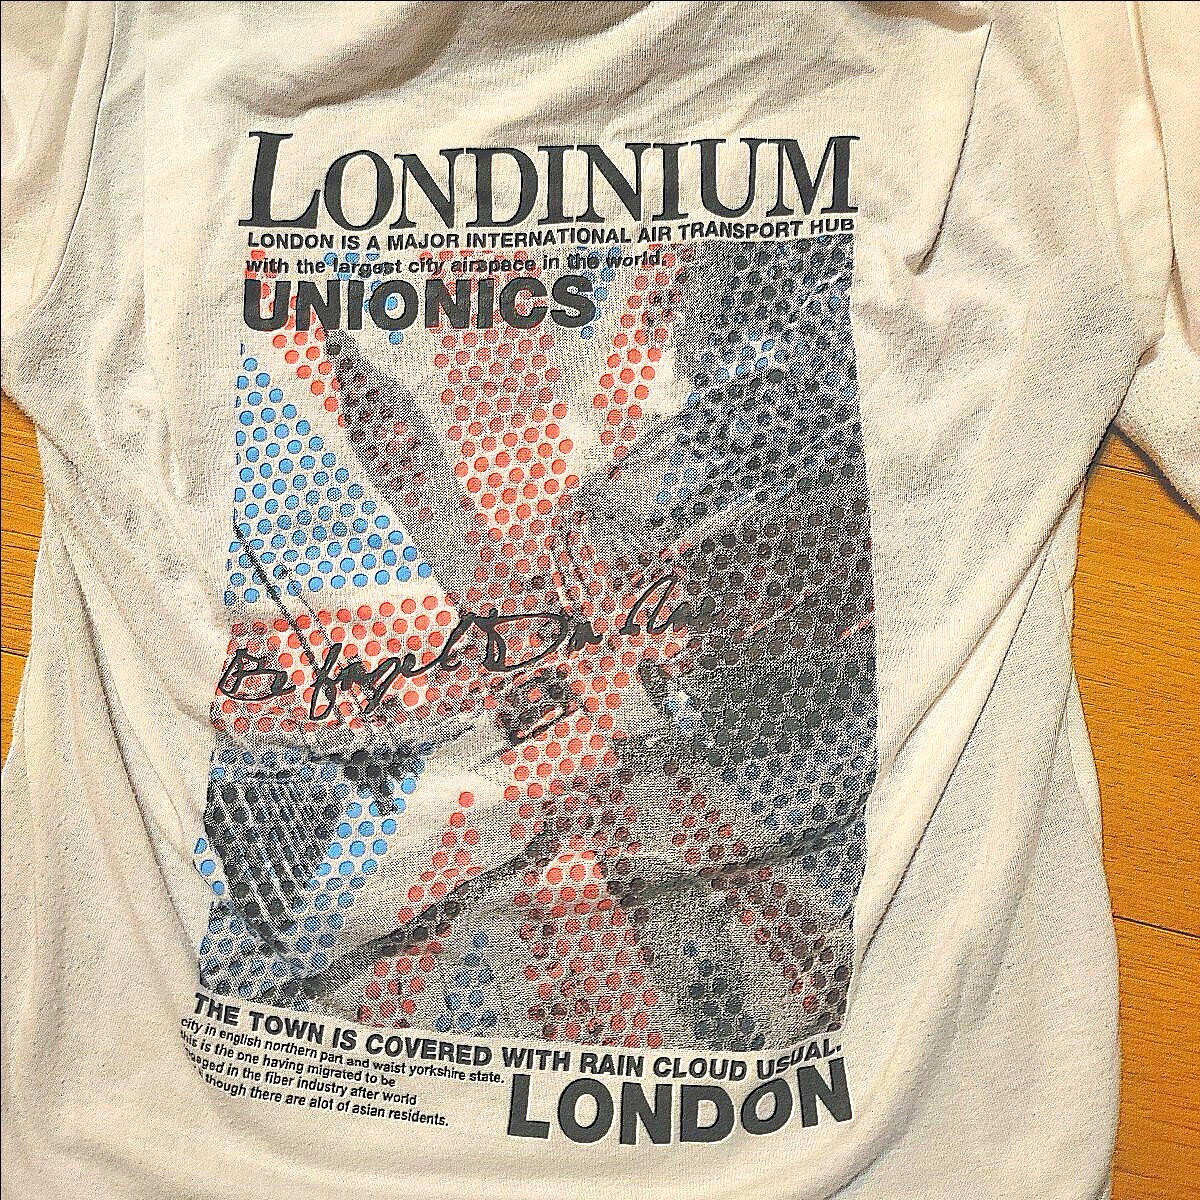 LONDINIUM
LONDON IS A MAJOR INTERNATIONAL AIR TRANSPORT HUB
with the largest city airspace in the world.
UNIONICS
THE TOWN IS COVERED WITH RAIN CLOUD USUAL.
city in english northern part and waist yorkshire state.
this is the one having migrated to be
in the fiber industry after world
though there are alot of asian residents.
LONDON